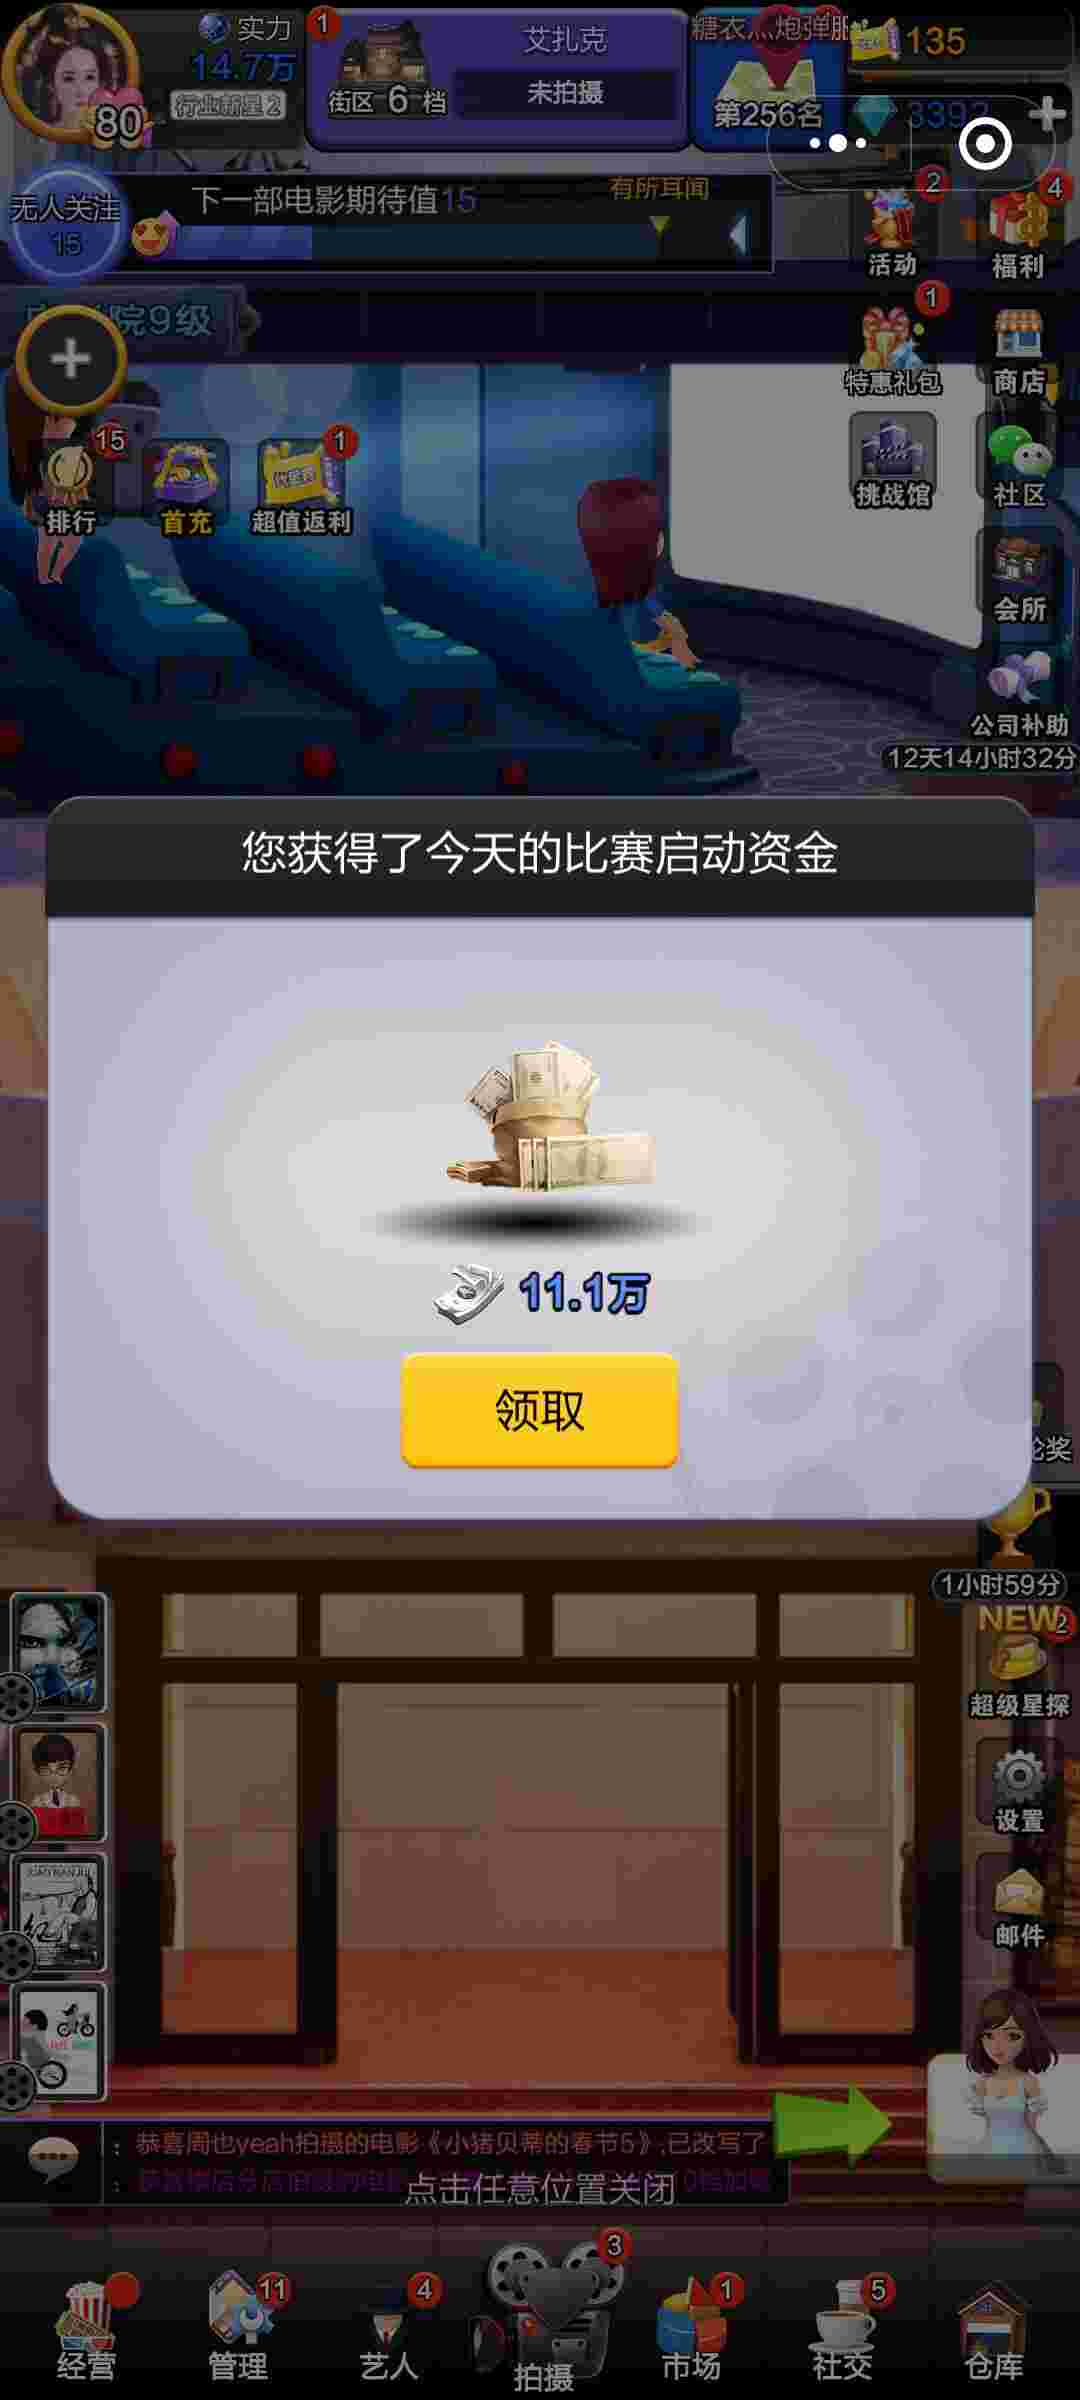 实力
14.7万
行业新星2
80
1
街区 6 档
艾扎克
未拍摄
糖衣点炮弹服
第256名
135
3392
无人关注
15
下一部电影期待值15
有所耳闻
2
活动
4
福利
院9级
1
特惠礼包
商店
挑战馆
社区
15
排行
首充
1
超值返利
会所
公司补助
12天14小时32分
您获得了今天的比赛启动资金
11.1万
领取
轮奖
1小时59分
NEW
2
超级星探
设置
邮件
：恭喜周也yeah拍摄的电影《小猪贝蒂的春节5》,已改写了
点击任意位置关闭
经营
11
管理
4
艺人
3
拍摄
1
市场
5
社交
仓库